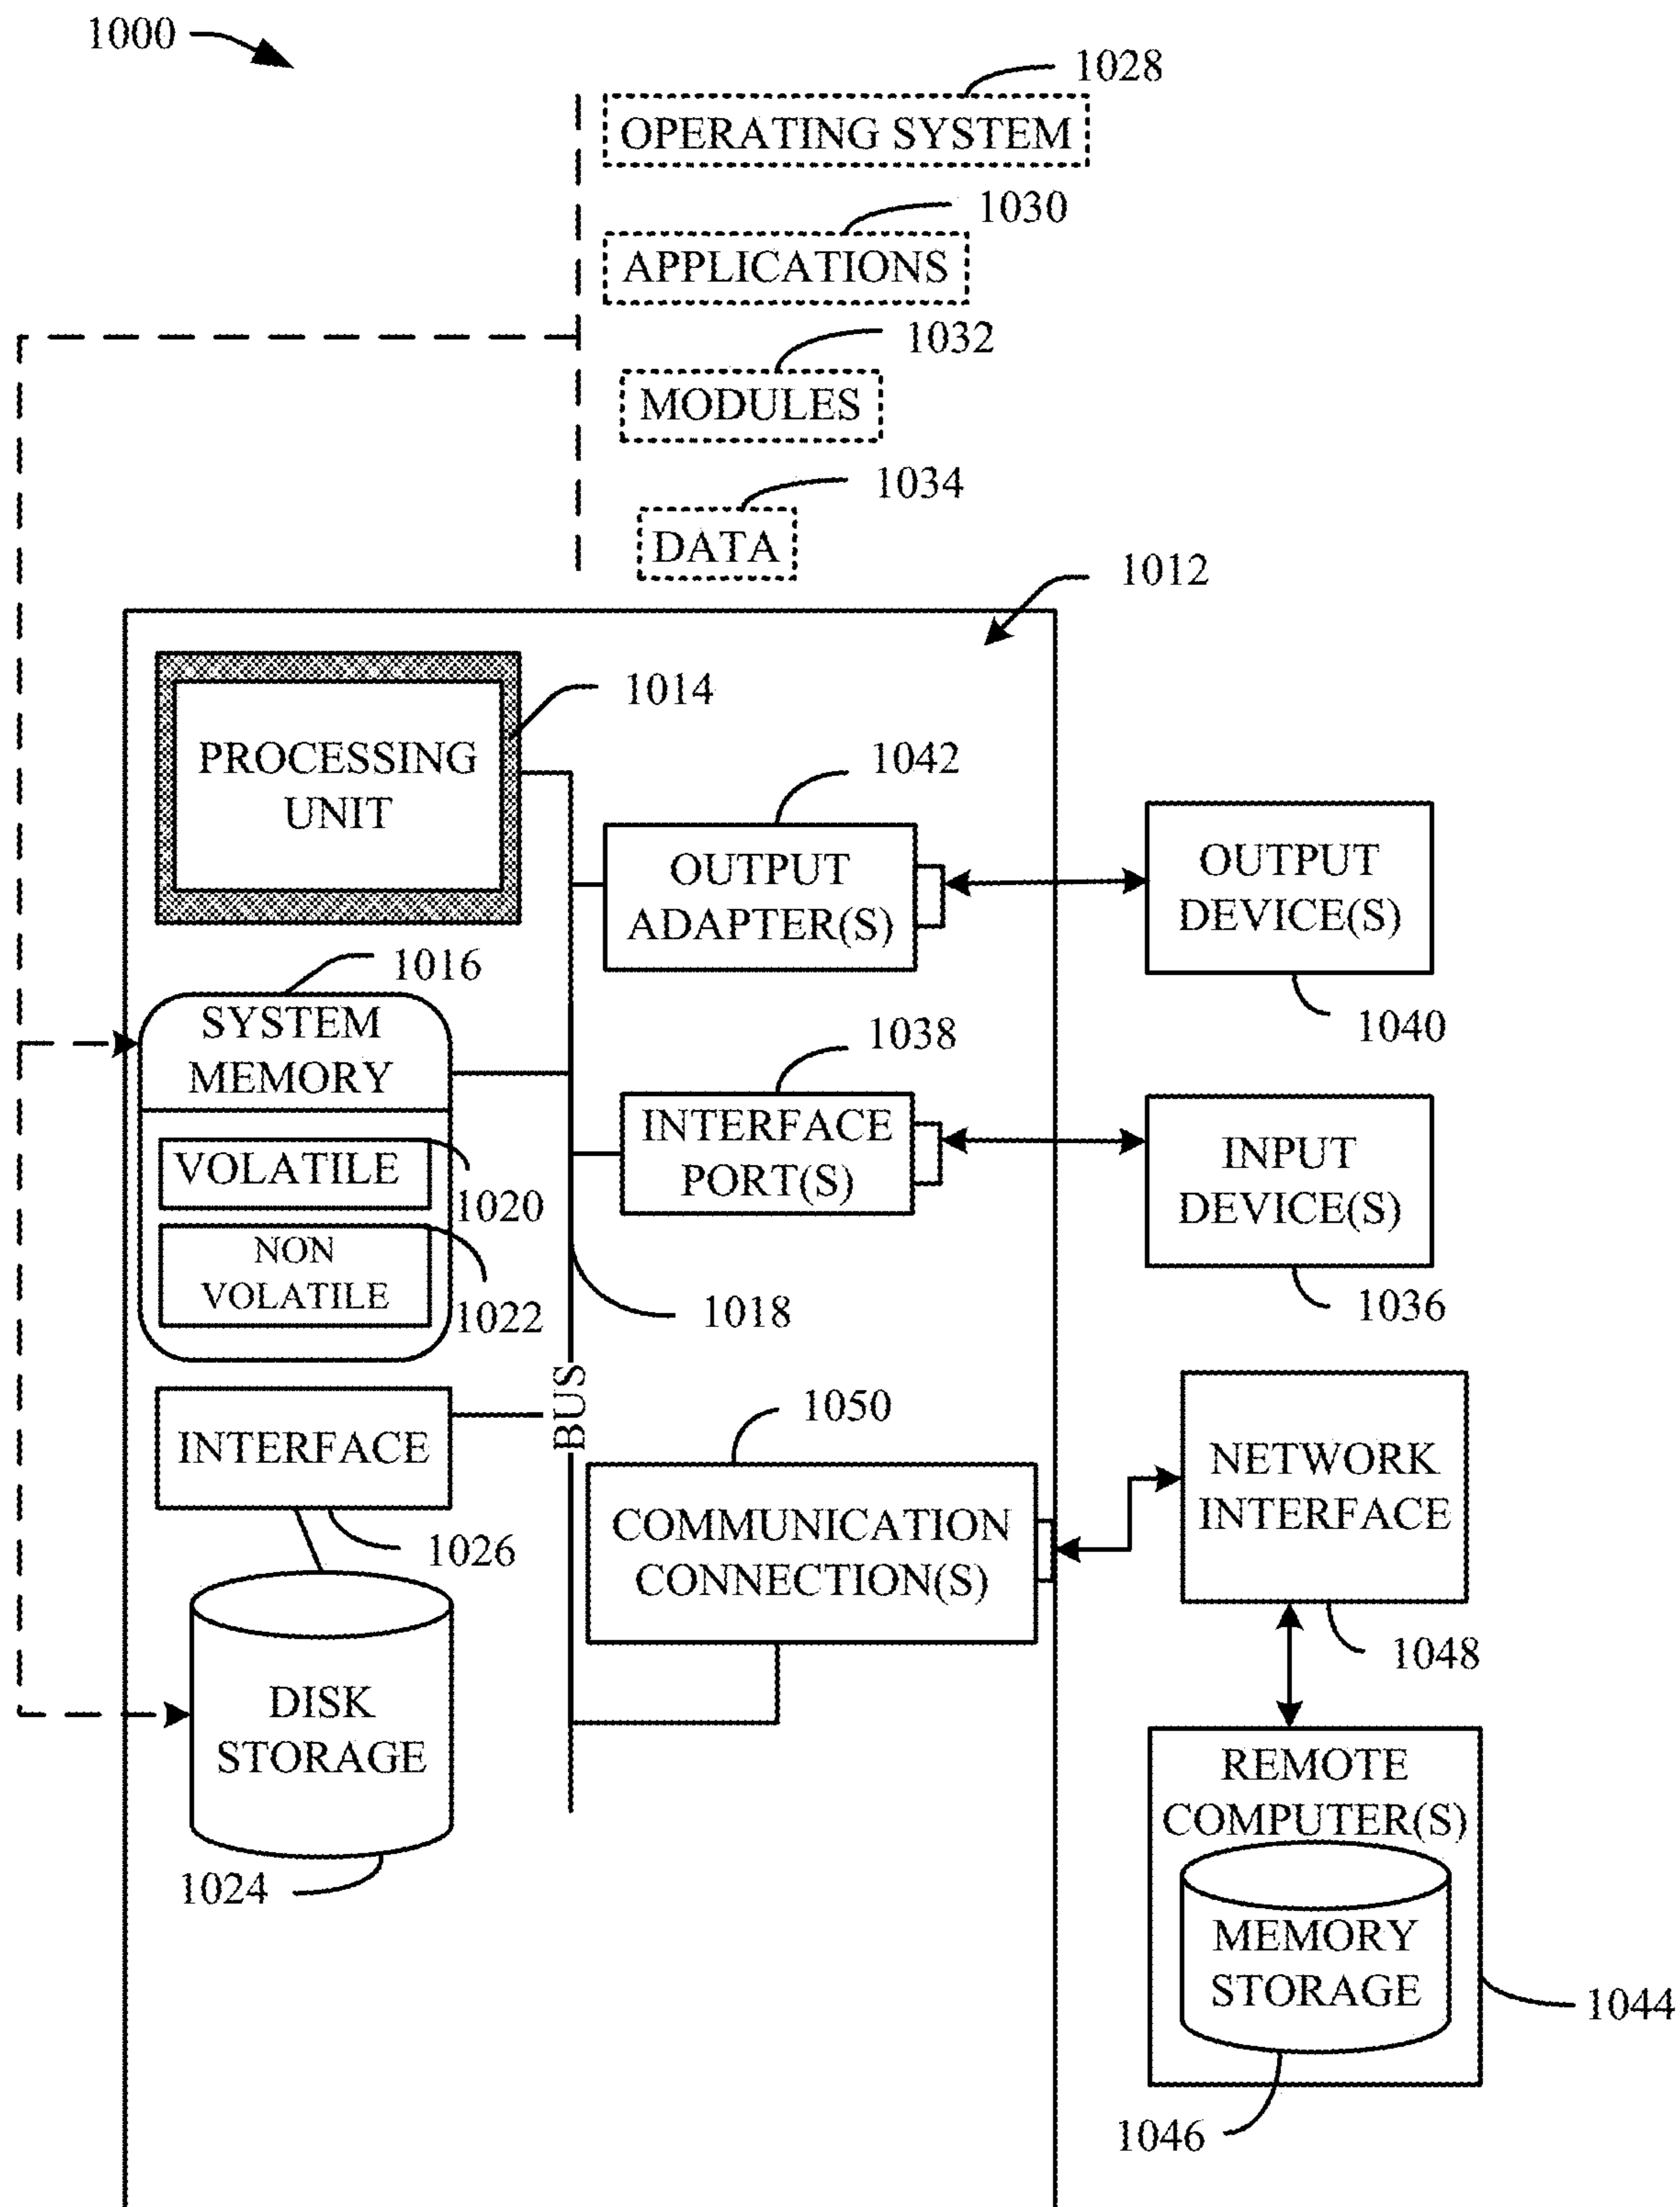 1000
1028
OPERATING SYSTEM
1030
APPLICATIONS
1032
MODULES
1034
DATA
1012
1014
PROCESSING
UNIT
1042
OUTPUT
ADAPTER(S)
OUTPUT
DEVICE(S)
1040
1016
SYSTEM
MEMORY
VOLATILE
1020
NON
VOLATILE
1022
1038
INTERFACE
PORT(S)
INPUT
DEVICE(S)
1036
1018
BUS
INTERFACE
1026
1050
COMMUNICATION
CONNECTION(S)
NETWORK
INTERFACE
1048
DISK
STORAGE
1024
REMOTE
COMPUTER(S)
MEMORY
STORAGE
1044
1046